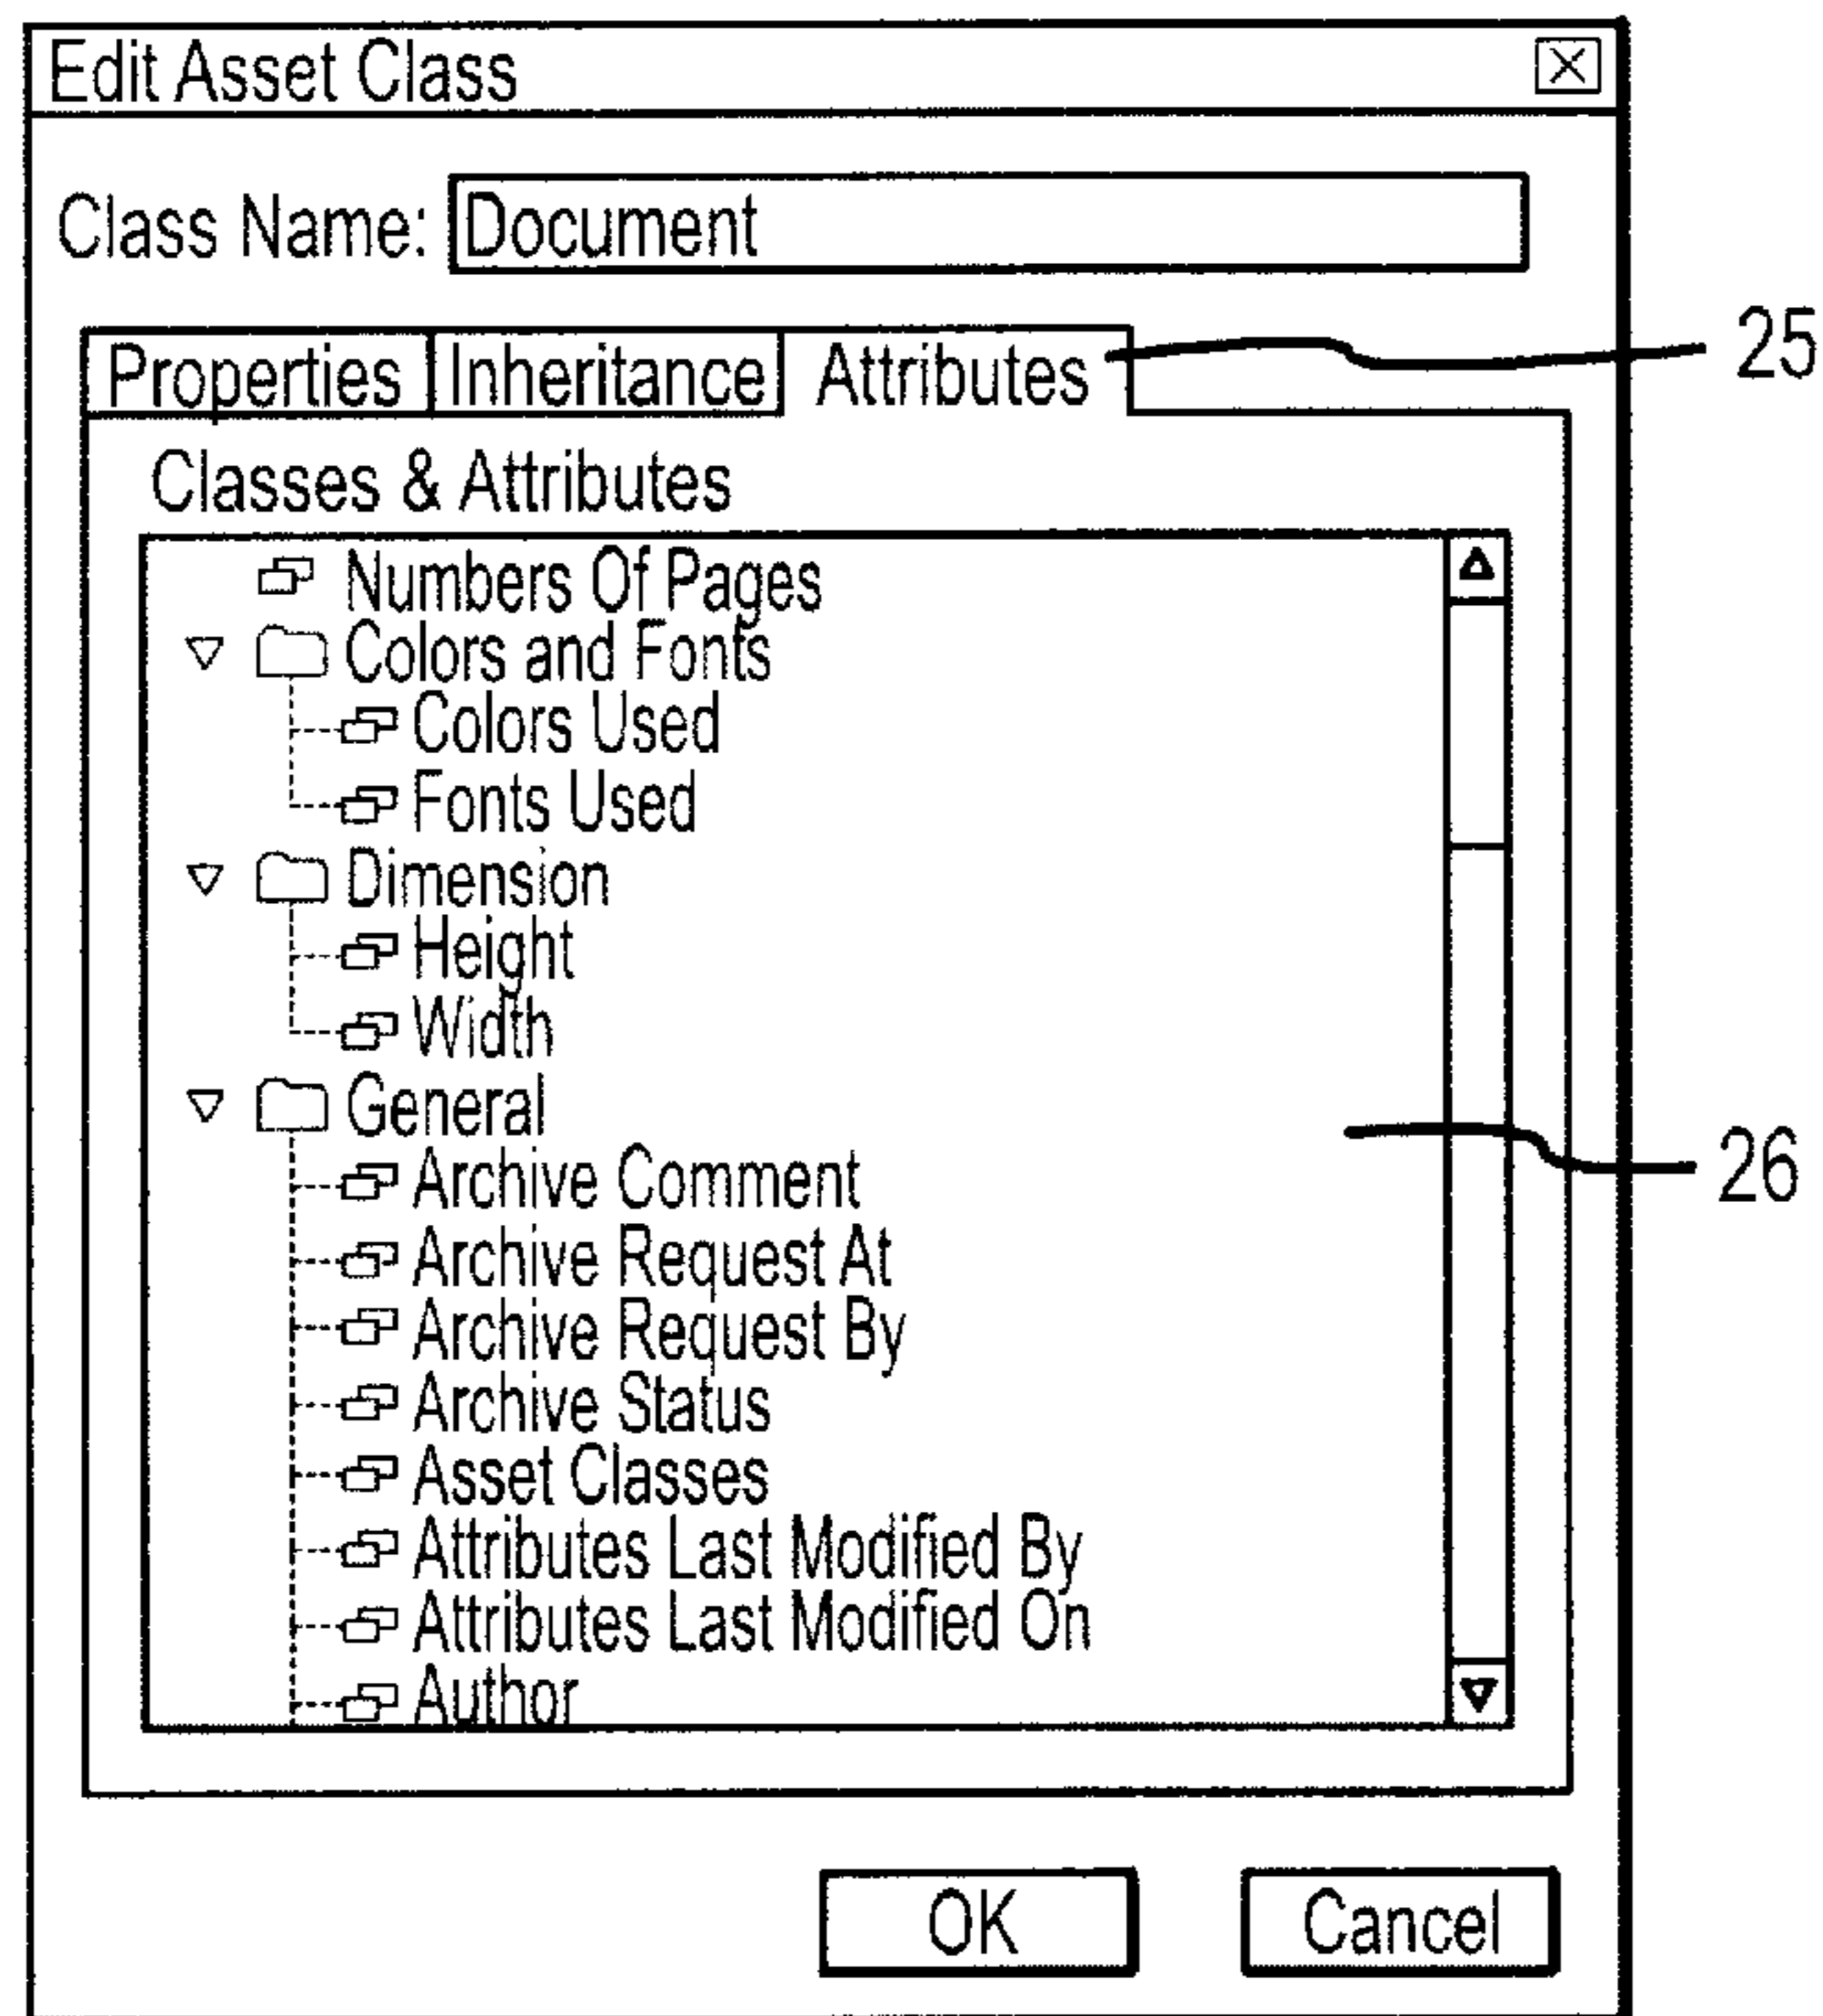 Edit Asset Class
Class Name: Document
Properties Inheritance Attributes 25
Classes & Attributes
Numbers Of Pages
Colors and Fonts
Colors Used
Fonts Used
Dimension
Height
Width
General
26
Archive Comment
Archive Request At
Archive Request By
Archive Status
Asset Classes
Attributes Last Modified By
Attributes Last Modified On
Author
OK Cancel